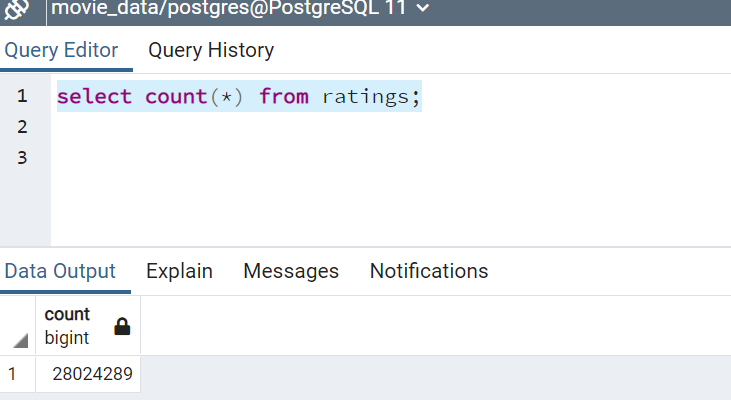 movie_data/postgres@PostgreSQL 11
Query Editor Query History
1 select count(*) from ratings;
2
3
Data Output Explain Messages Notifications
count
bigint
1 28024289